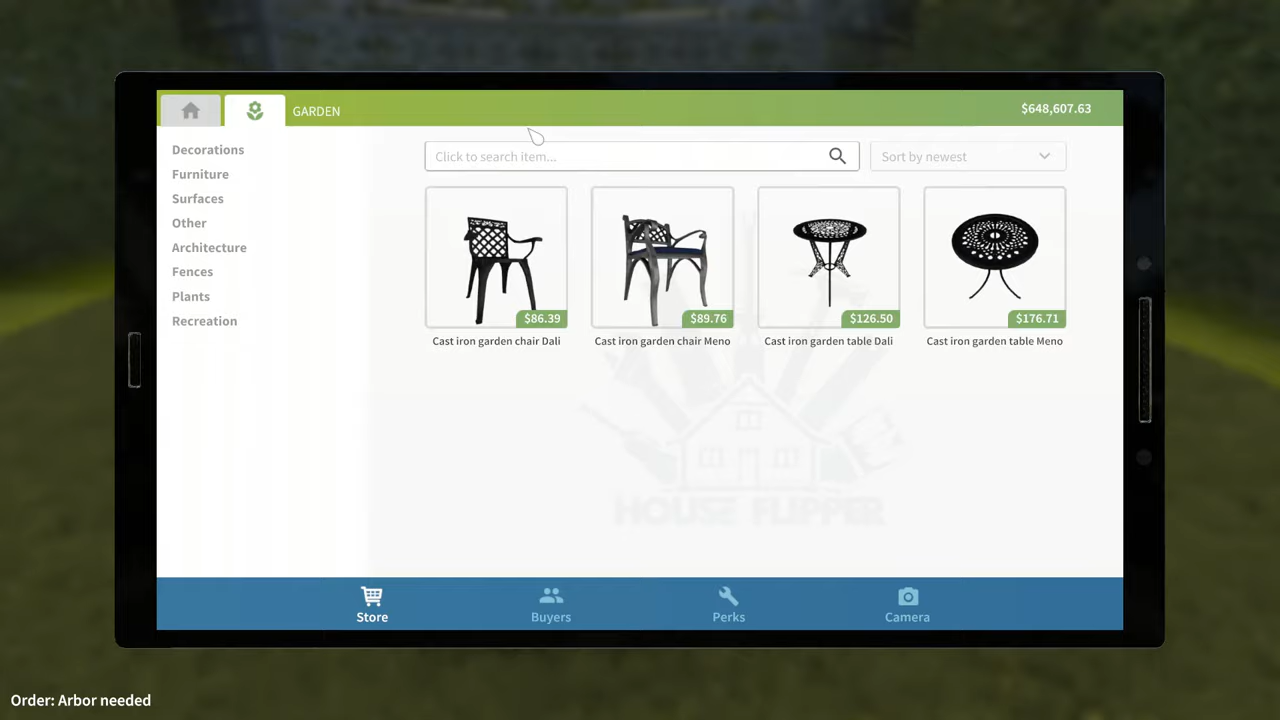 GARDEN
$648,607.63
Decorations
Furniture
Surfaces
Other
Architecture
Fences
Plants
Recreation
Click to search item...
Sort by newest
$86.39
$89.76
$126.50
$176.71
Cast iron garden chair Dali
Cast iron garden chair Meno
Cast iron garden table Dali
Cast iron garden table Meno
HOUSE FLIPPER
Store
Buyers
Perks
Camera
Order: Arbor needed